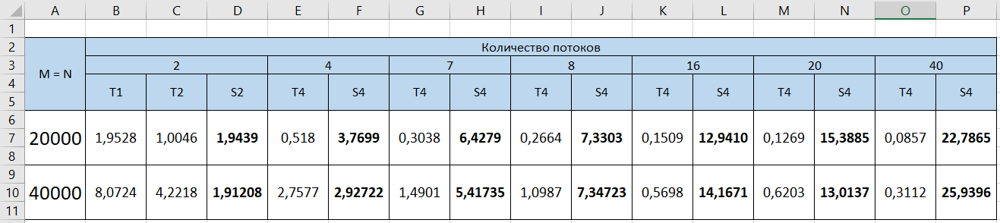 A B C D E F G H I J K L M N O P
1
2 Количество потоков
3 M = N 2 4 7 8 16 20 40
4
5 T1 T2 S2 T4 S4 T4 S4 T4 S4 T4 S4 T4 S4 T4 S4
6
7 20000 1,9528 1,0046 1,9439 0,518 3,7699 0,3038 6,4279 0,2664 7,3303 0,1509 12,9410 0,1269 15,3885 0,0857 22,7865
8
9
10 40000 8,0724 4,2218 1,91208 2,7577 2,92722 1,4901 5,41735 1,0987 7,34723 0,5698 14,1671 0,6203 13,0137 0,3112 25,9396
11